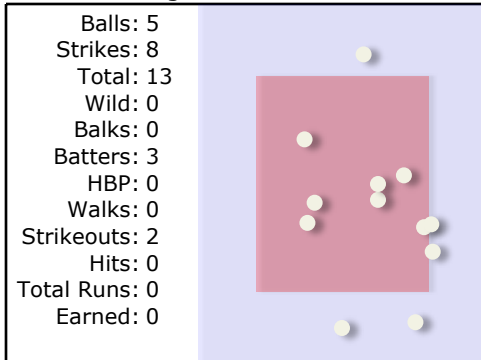 Balls: 5
Strikes: 8
Total: 13
Wild: 0
Balks: 0
Batters: 3
HBP: 0
Walks: 0
Strikeouts: 2
Hits: 0
Total Runs: 0
Earned: 0